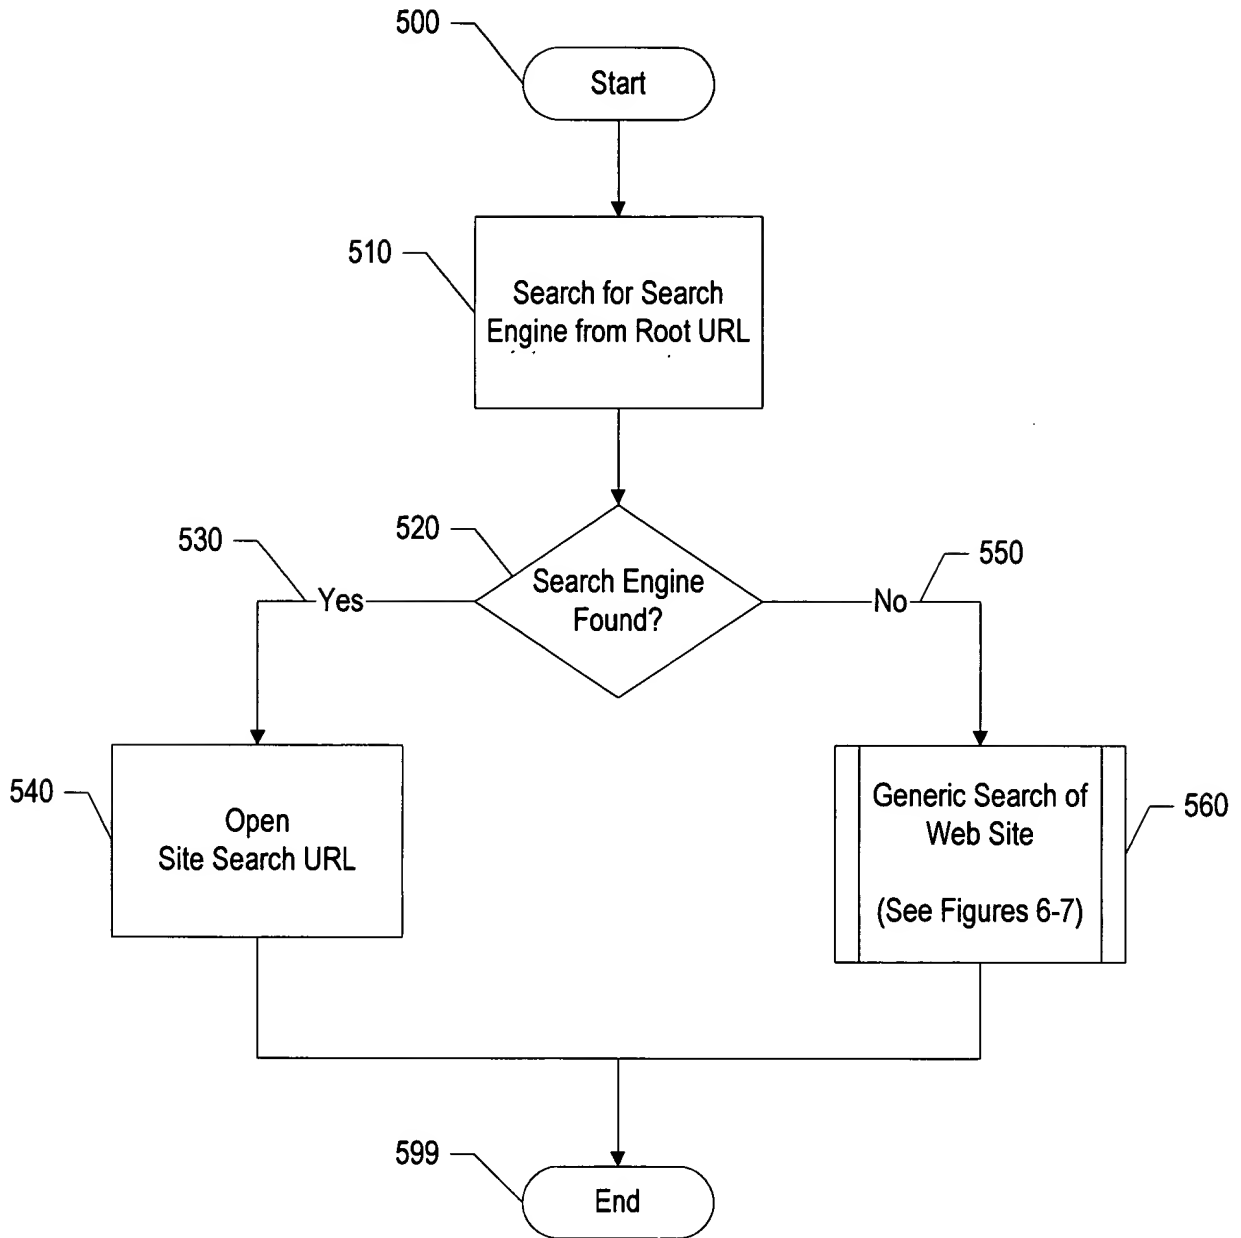 500
Start
510
Search for Search
Engine from Root URL
520
530
550
Yes
Search Engine
Found?
No
540
Open
Site Search URL
Generic Search of
Web Site
(See Figures 6-7)
560
599
End